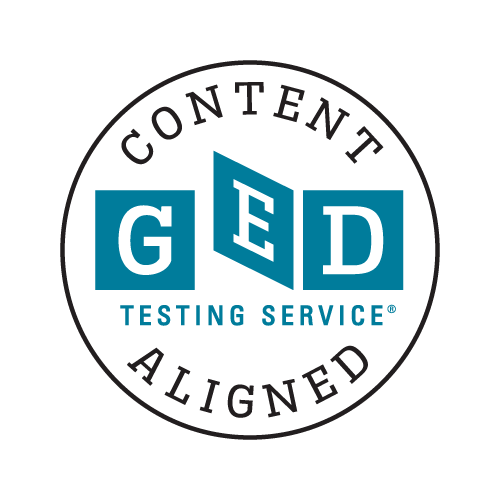 CONTENT
GED
TESTING SERVICE®
ALIGNED